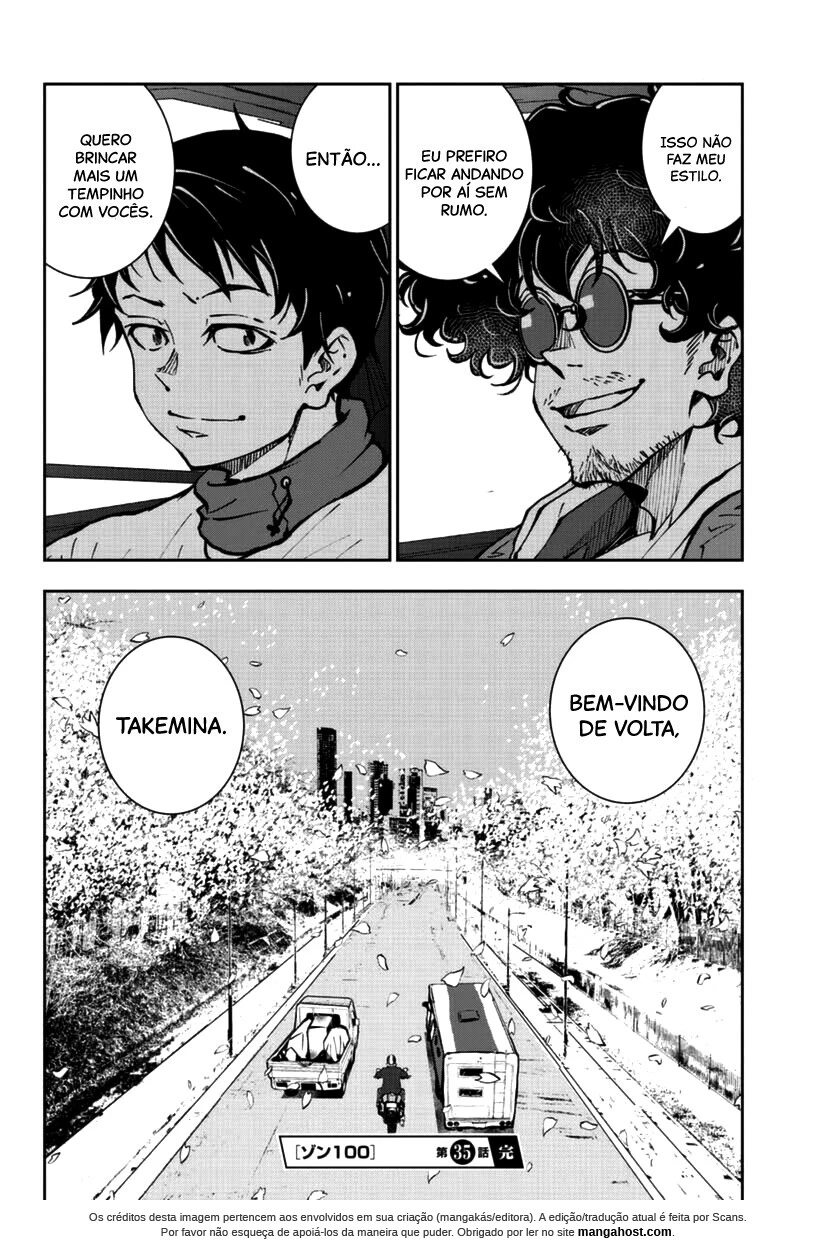 ISSO NÃO
FAZ MEU
ESTILO.
EU PREFIRO
FICAR ANDANDO
POR AÍ SEM
RUMO.
ENTÃO...
QUERO
BRINCAR
MAIS UM
TEMPINHO
COM VOCÊS.
BEM-VINDO
DE VOLTA,
TAKEMINA.
[ゾン100] 第35話 完
Os créditos desta imagem pertencem aos envolvidos em sua criação (mangakás/editora). A edição/tradução atual é feita por Scans.
Por favor não esqueça de apoiá-los da maneira que puder. Obrigado por ler no site mangahost.com.